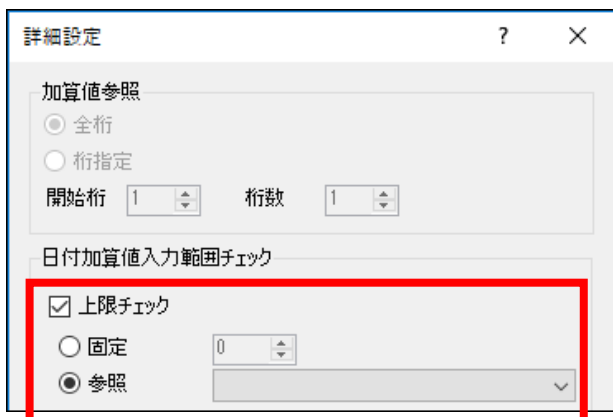 詳細設定 ?
加算値参照
全桁
桁指定
開始桁 1 桁数 1
日付加算値入力範囲チェック
上限チェック
固定 0
参照